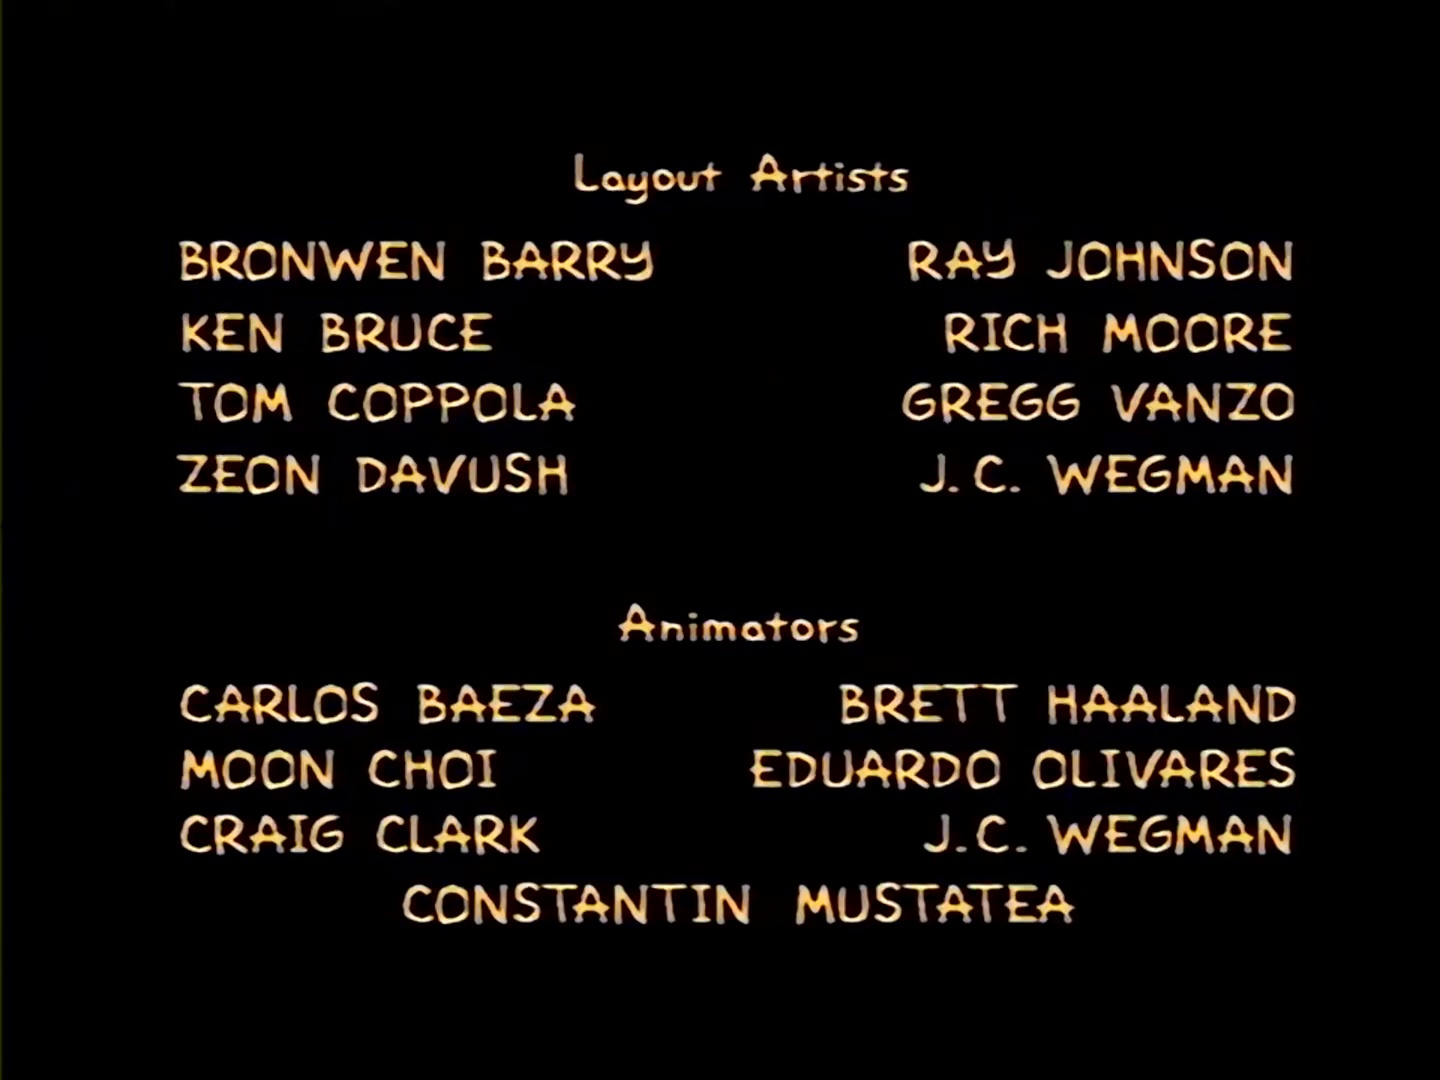 Layout Artists
BRONWEN BARRY RAY JOHNSON
KEN BRUCE RICH MOORE
TOM COPPOLA GREGG VANZO
ZEON DAVUSH J.C. WEGMAN
Animators
CARLOS BAEZA BRETT HAALAND
MOON CHOI EDUARDO OLIVARES
CRAIG CLARK J.C. WEGMAN
CONSTANTIN MUSTATEA